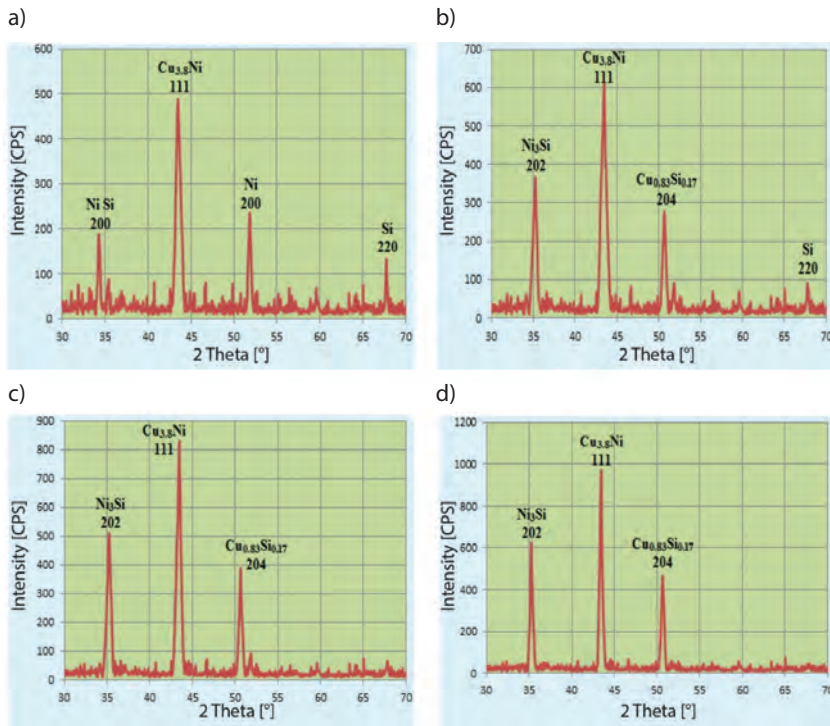 a)
600
500
400
300
200
100
0
Intensity [CPS]
Cu3.8Ni
111
Ni
200
Ni Si
200
Si
220
30 35 40 45 50 55 60 65 70
2 Theta [°]
b)
700
600
500
400
300
200
100
0
Intensity [CPS]
Cu3.8Ni
111
Ni3Si
202
Cu0.83Si0.17
204
Si
220
30 35 40 45 50 55 60 65 70
2 Theta [°]
c)
900
800
700
600
500
400
300
200
100
0
Intensity [CPS]
Cu3.8Ni
111
Ni3Si
202
Cu0.83Si0.17
204
30 35 40 45 50 55 60 65 70
2 Theta [°]
d)
1200
1000
800
600
400
200
0
Intensity [CPS]
Cu3.8Ni
111
Ni3Si
202
Cu0.83Si0.17
204
30 35 40 45 50 55 60 65 70
2 Theta [°]